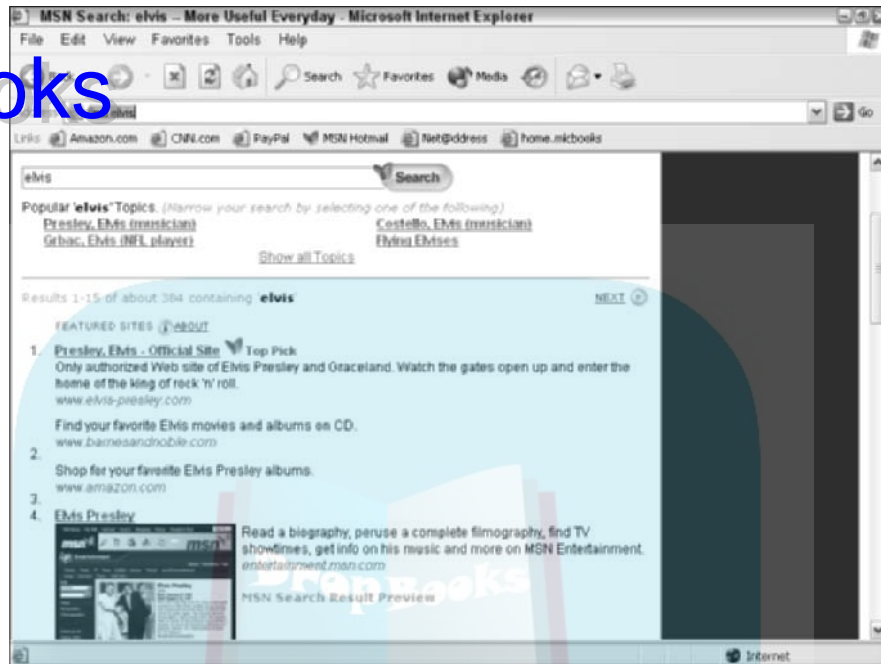 MSN Search: elvis -- More Useful Everyday - Microsoft Internet Explorer
File Edit View Favorites Tools Help
oks
Search Favorites Media
elvis
Go
Links Amazon.com CNN.com PayPal MSN Hotmail Net@ddress home.micbooks
elvis Search
Popular 'elvis' Topics. (Narrow your search by selecting one of the following)
Presley, Elvis (musician) Costello, Elvis (musician)
Grbac, Elvis (NFL player) Flying Elvises
Show all Topics
Results 1-15 of about 384 containing 'elvis' NEXT
FEATURED SITES ABOUT
1. Presley, Elvis - Official Site Top Pick
Only authorized Web site of Elvis Presley and Graceland. Watch the gates open up and enter the
home of the king of rock 'n' roll.
www.elvis-presley.com
Find your favorite Elvis movies and albums on CD.
www.barnesandnoble.com
2.
Shop for your favorite Elvis Presley albums.
www.amazon.com
3.
4. Elvis Presley
msn
msn
Read a biography, peruse a complete filmography, find TV
showtimes, get info on his music and more on MSN Entertainment.
entertainment.msn.com
DropBooks
MSN Search Result Preview
Internet